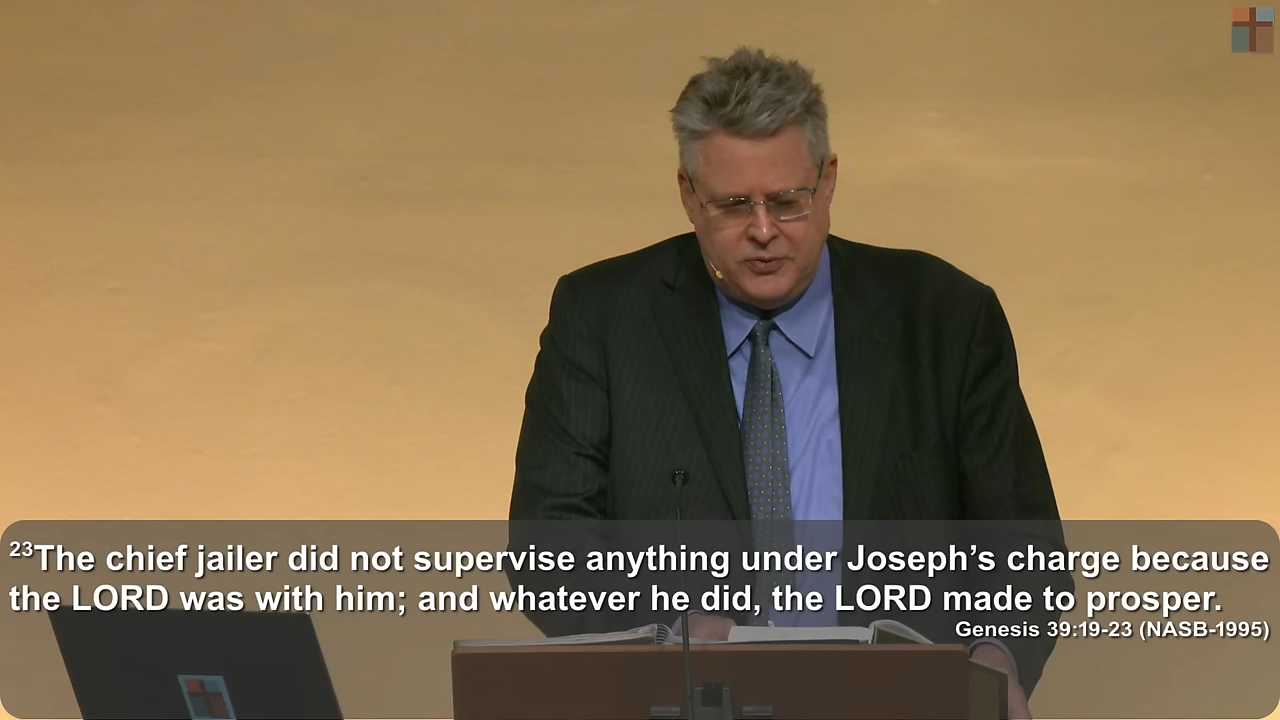 23The chief jailer did not supervise anything under Joseph’s charge because
the LORD was with him; and whatever he did, the LORD made to prosper.
Genesis 39:19-23 (NASB-1995)